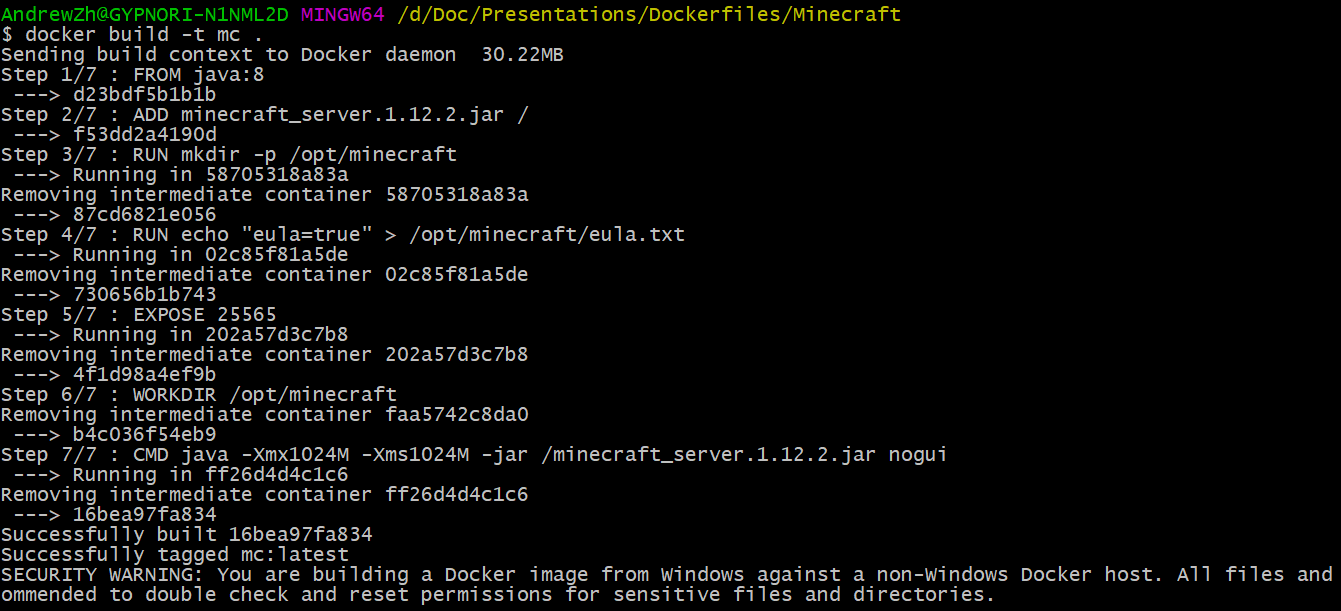 AndrewZh@GYPNORI-N1NML2D MINGW64 /d/Doc/Presentations/Dockerfiles/Minecraft
$ docker build -t mc .
Sending build context to Docker daemon  30.22MB
Step 1/7 : FROM java:8
 ---> d23bdf5b1b1b
Step 2/7 : ADD minecraft_server.1.12.2.jar /
 ---> f53dd2a4190d
Step 3/7 : RUN mkdir -p /opt/minecraft
 ---> Running in 58705318a83a
Removing intermediate container 58705318a83a
 ---> 87cd6821e056
Step 4/7 : RUN echo "eula=true" > /opt/minecraft/eula.txt
 ---> Running in 02c85f81a5de
Removing intermediate container 02c85f81a5de
 ---> 730656b1b743
Step 5/7 : EXPOSE 25565
 ---> Running in 202a57d3c7b8
Removing intermediate container 202a57d3c7b8
 ---> 4f1d98a4ef9b
Step 6/7 : WORKDIR /opt/minecraft
Removing intermediate container faa5742c8da0
 ---> b4c036f54eb9
Step 7/7 : CMD java -Xmx1024M -Xms1024M -jar /minecraft_server.1.12.2.jar nogui
 ---> Running in ff26d4d4c1c6
Removing intermediate container ff26d4d4c1c6
 ---> 16bea97fa834
Successfully built 16bea97fa834
Successfully tagged mc:latest
SECURITY WARNING: You are building a Docker image from Windows against a non-Windows Docker host. All files and
ommended to double check and reset permissions for sensitive files and directories.